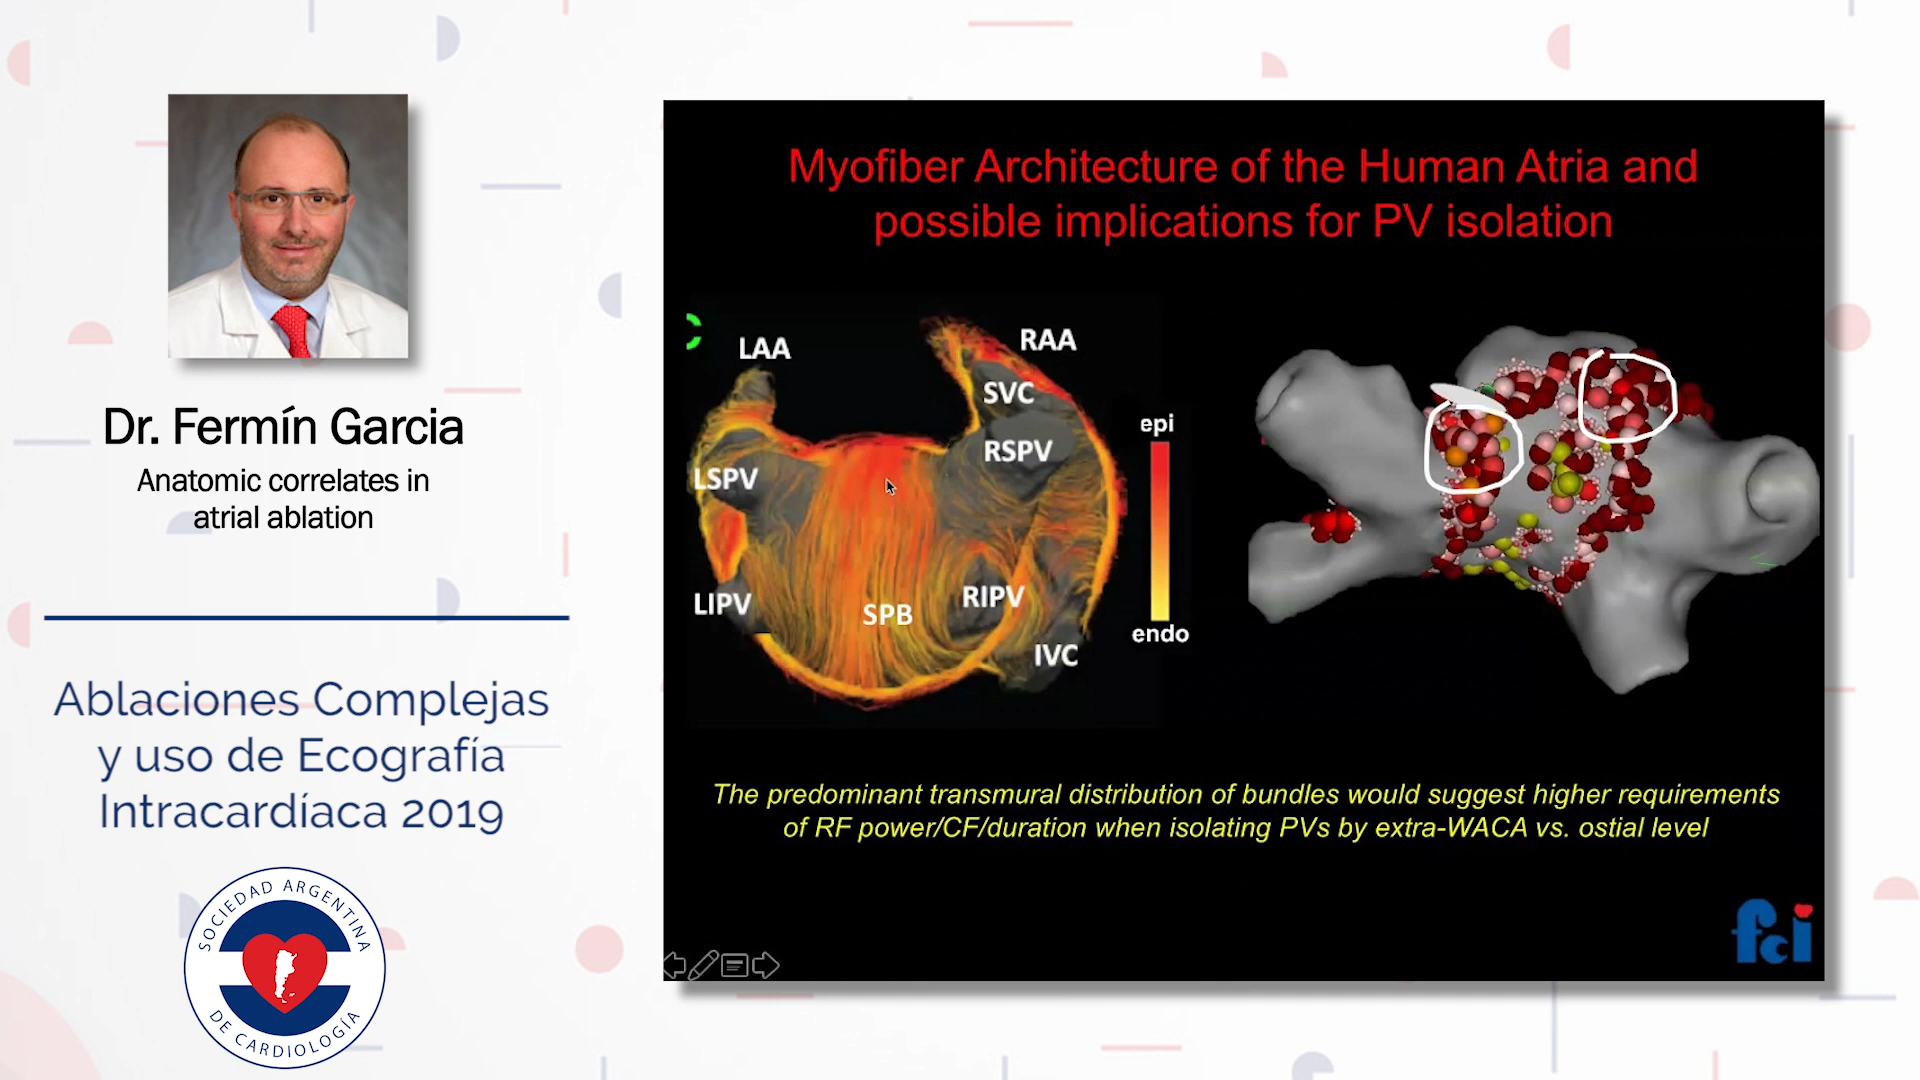 Dr. Fermín Garcia
Anatomic correlates in
atrial ablation
Ablaciones Complejas
y uso de Ecografía
Intracardíaca 2019
SOCIEDAD ARGENTINA
DE CARDIOLOGÍA
Myofiber Architecture of the Human Atria and
possible implications for PV isolation
LAA
RAA
SVC
RSPV
LSPV
LIPV
SPB
RIPV
IVC
epi
endo
The predominant transmural distribution of bundles would suggest higher requirements
of RF power/CF/duration when isolating PVs by extra-WACA vs. ostial level
fci